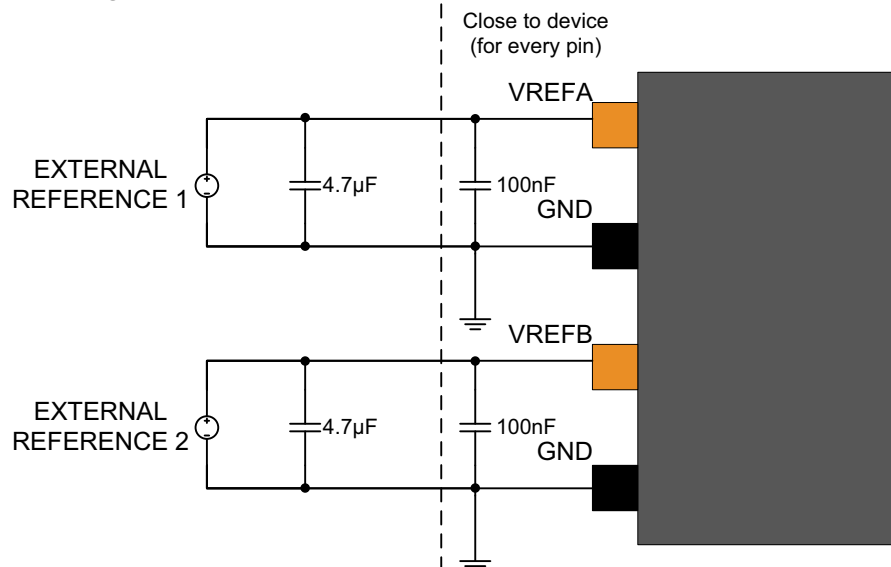 Close to device
(for every pin)
VREFA
EXTERNAL
REFERENCE 1
+
-
4.7µF
100nF
GND
VREFB
EXTERNAL
REFERENCE 2
+
-
4.7µF
100nF
GND